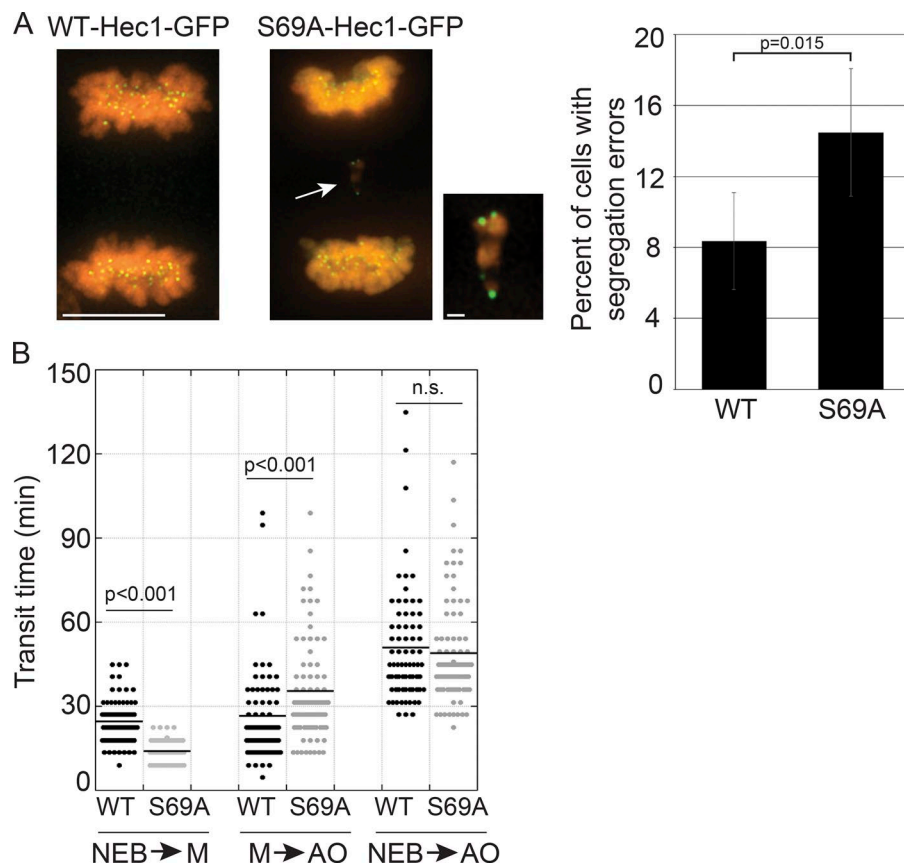 A
WT-Hec1-GFP
S69A-Hec1-GFP
Percent of cells with
segregation errors
20
16
12
8
4
0
p=0.015
WT
S69A
B
Transit time (min)
150
120
90
60
30
0
p<0.001
p<0.001
n.s.
WT S69A
WT S69A
WT S69A
NEB → M
M → AO
NEB → AO